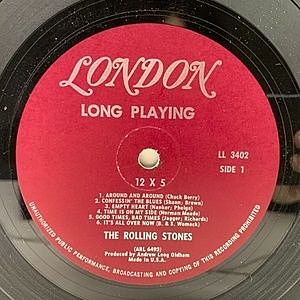 LONDON
LONG PLAYING
LL 3402
SIDE 1
12 X 5
1. AROUND AND AROUND (Chuck Berry)
2. CONFESSIN' THE BLUES (Shann; Brown)
3. EMPTY HEART (Nanker; Phelge)
4. TIME IS ON MY SIDE (Norman Meade)
5. GOOD TIMES, BAD TIMES (Jagger; Richards)
6. IT'S ALL OVER NOW (B. & S. Womack)
THE ROLLING STONES
(ARL 6495)
Produced by Andrew Loog Oldham
Made in U.S.A.
UNAUTHORIZED PUBLIC PERFORMANCE, BROADCASTING AND COPYING OF THIS RECORDING PROHIBITED